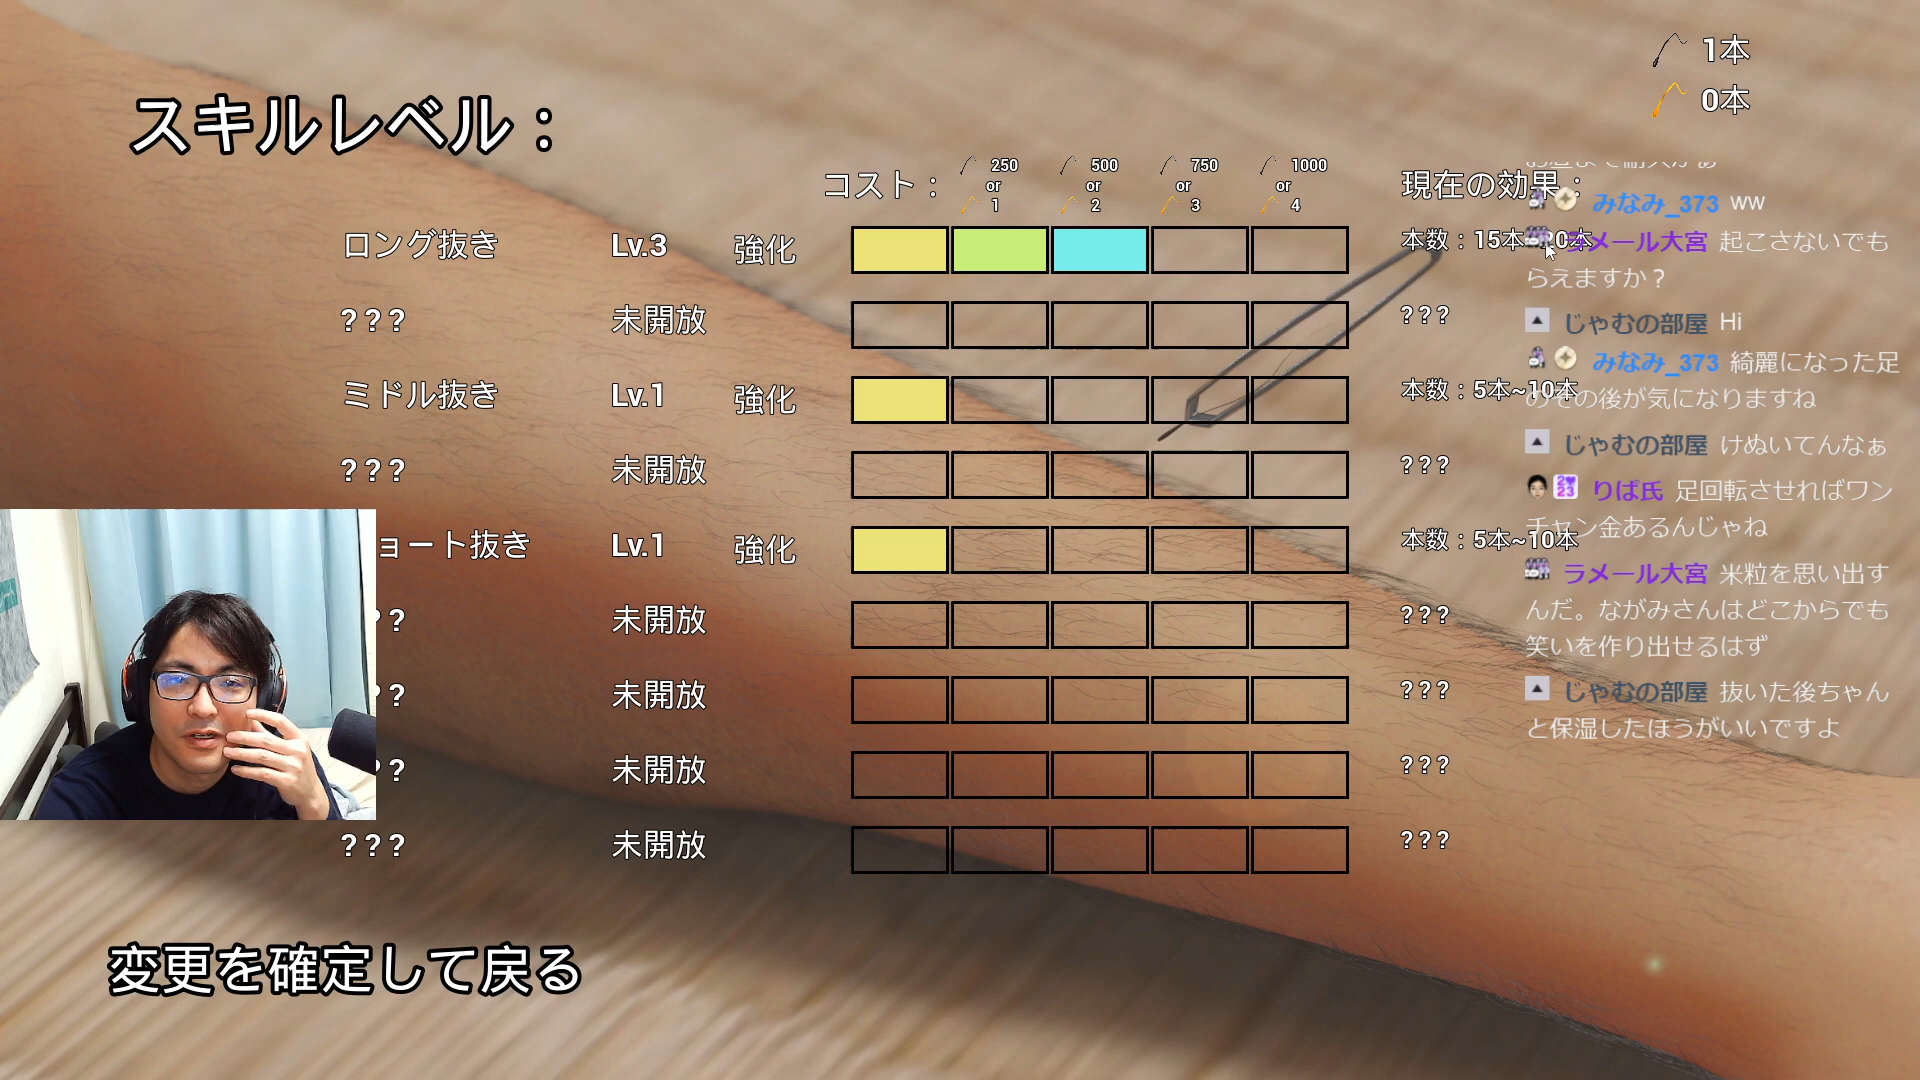 1本
0本
スキルレベル：
コスト：
250
or
1
500
or
2
750
or
3
1000
or
4
現在の効果：
ロング抜き Lv.3 強化 本数：15本~20本
??? 未開放 ???
ミドル抜き Lv.1 強化 本数：5本~10本
??? 未開放 ???
ョート抜き Lv.1 強化 本数：5本~10本
?? 未開放 ???
?? 未開放 ???
?? 未開放 ???
??? 未開放 ???
変更を確定して戻る
みなみ_373 ww
ラメール大宮 起こさないでも
らえますか？
じゃむの部屋 Hi
みなみ_373 綺麗になった足
のその後が気になりますね
じゃむの部屋 けぬいてんなぁ
りぱ氏 足回転させればワン
チャン金あるんじゃね
ラメール大宮 米粒を思い出す
んだ。ながみさんはどこからでも
笑いを作り出せるはず
じゃむの部屋 抜いた後ちゃん
と保湿したほうがいいですよ